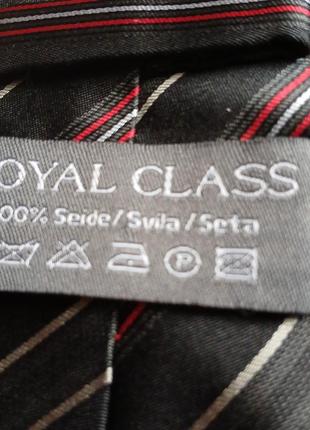 OYAL CLASS
00% Seide/Svila/Seta
P